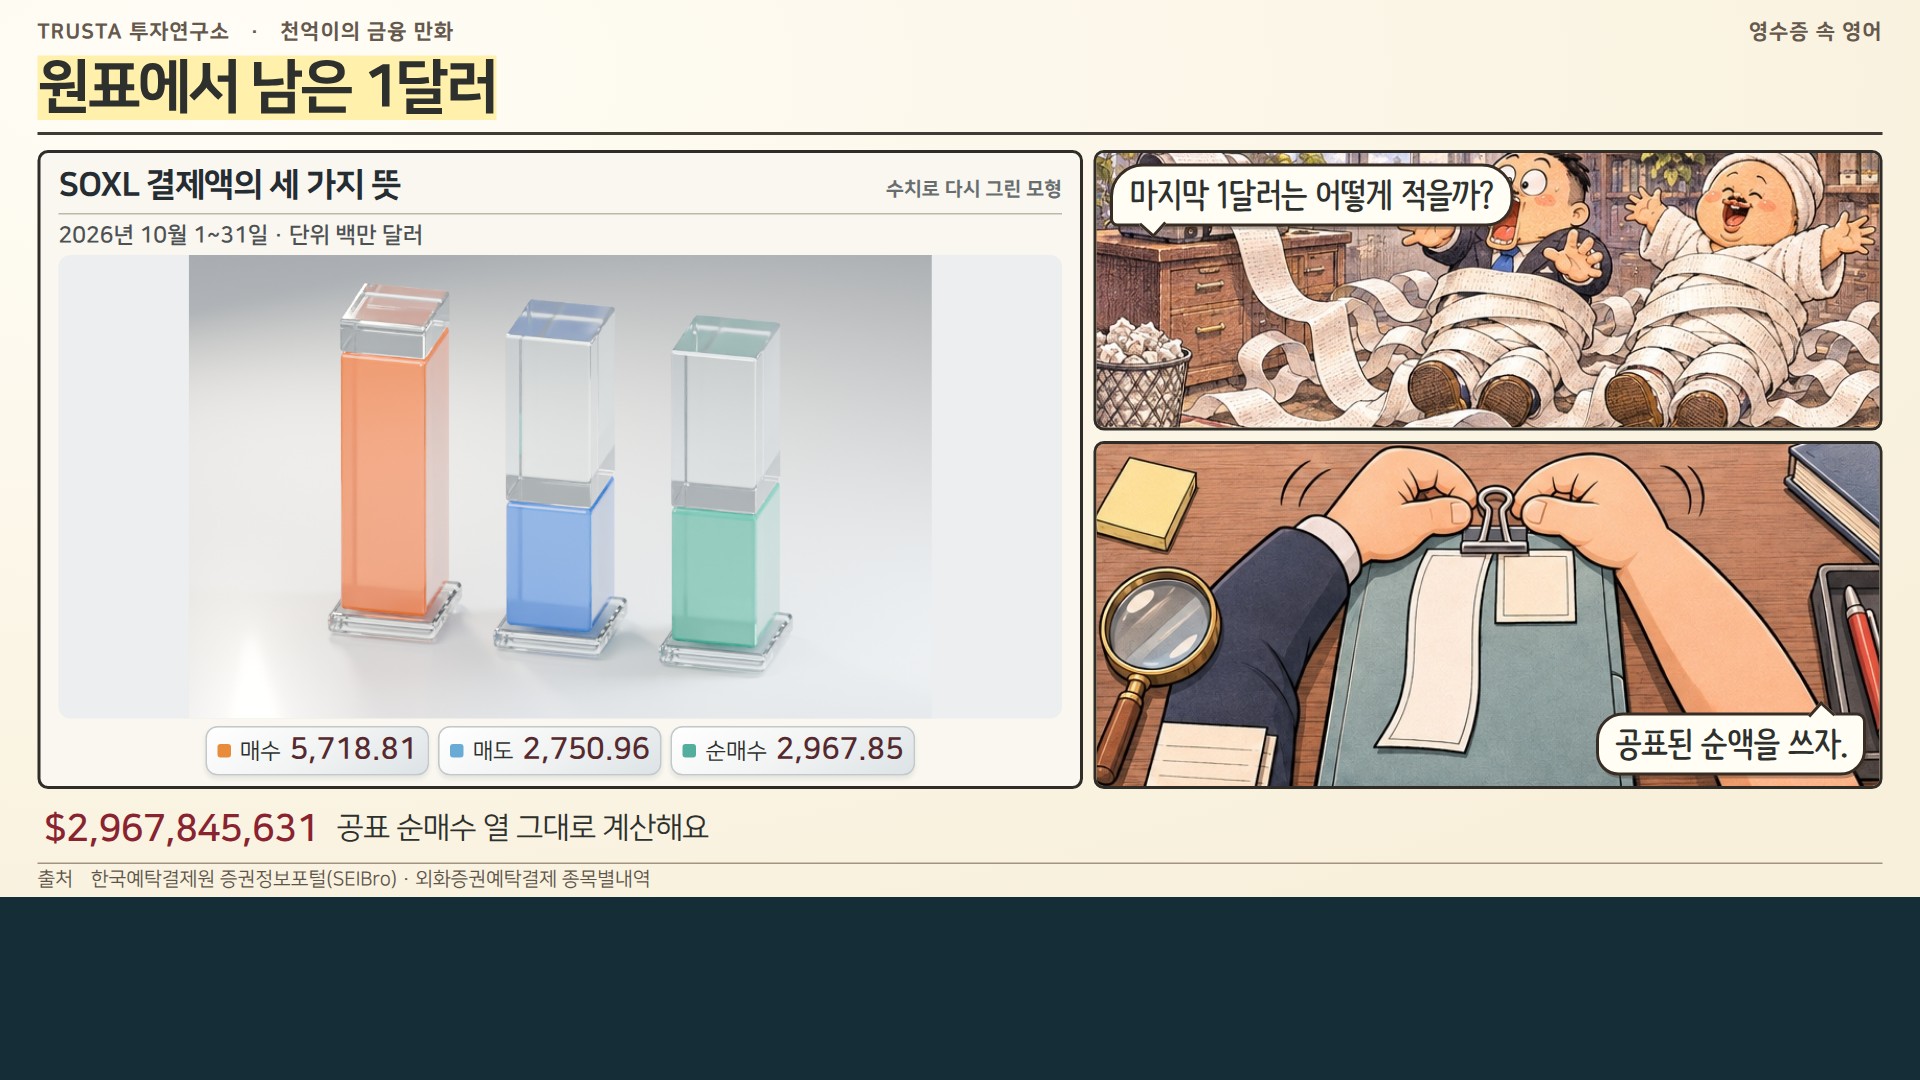 TRUSTA 투자연구소 · 천억이의 금융 만화
영수증 속 영어
원표에서 남은 1달러
SOXL 결제액의 세 가지 뜻
수치로 다시 그린 모형
2026년 10월 1~31일 · 단위 백만 달러
매수 5,718.81
매도 2,750.96
순매수 2,967.85
마지막 1달러는 어떻게 적을까?
공표된 순액을 쓰자.
$2,967,845,631 공표 순매수 열 그대로 계산해요
출처 한국예탁결제원 증권정보포털(SEIBro) · 외화증권예탁결제 종목별내역